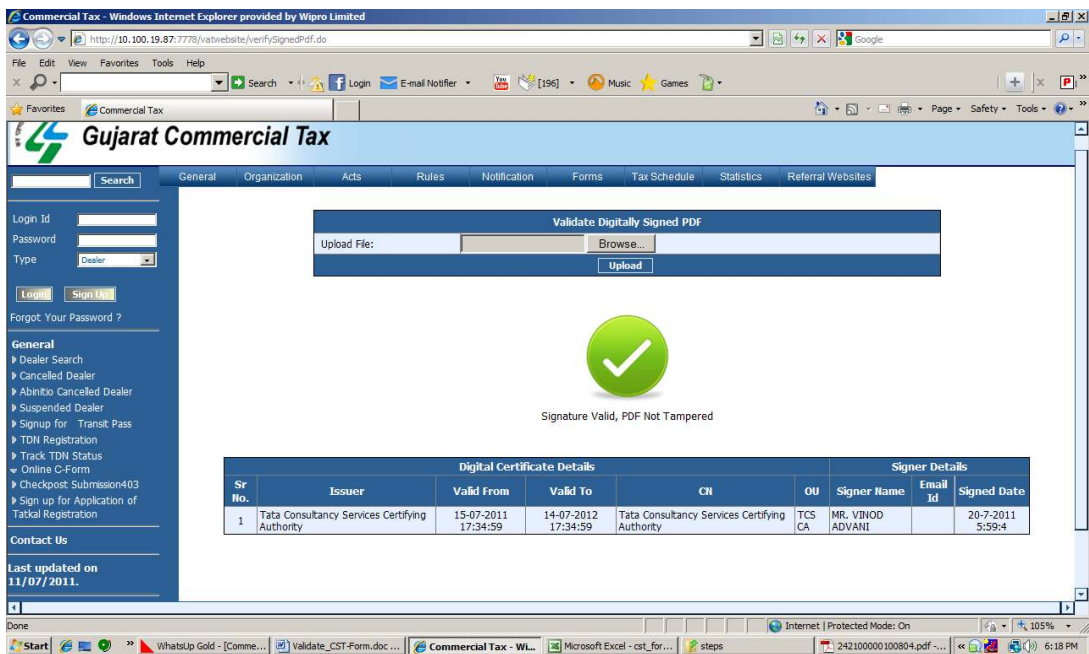 Commercial Tax - Windows Internet Explorer provided by Wipro Limited
http://10.100.19.87:7778/vatwebsite/verifySignedPdf.do
Google
File Edit View Favorites Tools Help
Search Login E-mail Notifier You Tube [196] Music Games
Favorites Commercial Tax Page Safety Tools
Gujarat Commercial Tax
Search General Organization Acts Rules Notification Forms Tax Schedule Statistics Referral Websites
Login Id
Password
Type Dealer
Login Sign Up
Forgot Your Password ?
General
Dealer Search
Cancelled Dealer
Abinitio Cancelled Dealer
Suspended Dealer
Signup for Transit Pass
TDN Registration
Track TDN Status
Online C-Form
Checkpost Submission403
Sign up for Application of
Tatkal Registration
Contact Us
Last updated on
11/07/2011.
Validate Digitally Signed PDF
Upload File: Browse...
Upload
Signature Valid, PDF Not Tampered
Digital Certificate Details Signer Details
Sr No. Issuer Valid From Valid To CN OU Signer Name Email Id Signed Date
1 Tata Consultancy Services Certifying Authority 15-07-2011 17:34:59 14-07-2012 17:34:59 Tata Consultancy Services Certifying Authority TCS CA MR. VINOD ADVANI 20-7-2011 5:59:4
Done Internet | Protected Mode: On 105%
Start WhatsUp Gold - [Comme... Validate_CST-Form.doc ... Commercial Tax - Wi... Microsoft Excel - cst_for... steps 242100000100804.pdf -... 6:18 PM